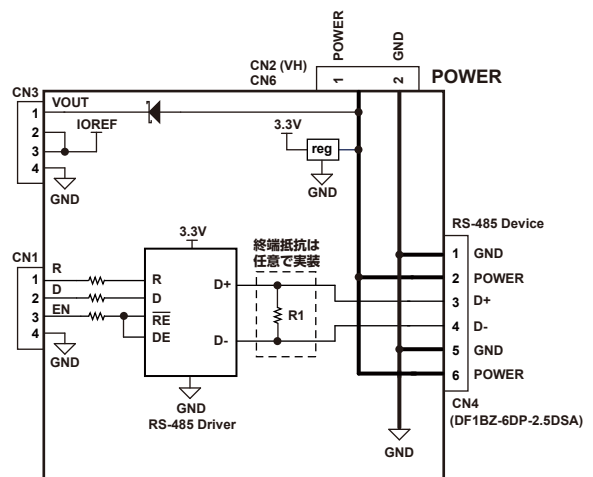 POWER
GND
CN2 (VH)
CN6
1
2
POWER
CN3
VOUT
1
2
3
4
IOREF
GND
3.3V
reg
GND
RS-485 Device
1 GND
2 POWER
3 D+
4 D-
5 GND
6 POWER
CN4
(DF1BZ-6DP-2.5DSA)
GND
CN1
1 R
2 D
3 EN
4
GND
3.3V
R
D
RE
DE
D+
D-
GND
RS-485 Driver
終端抵抗は
任意で実装
R1